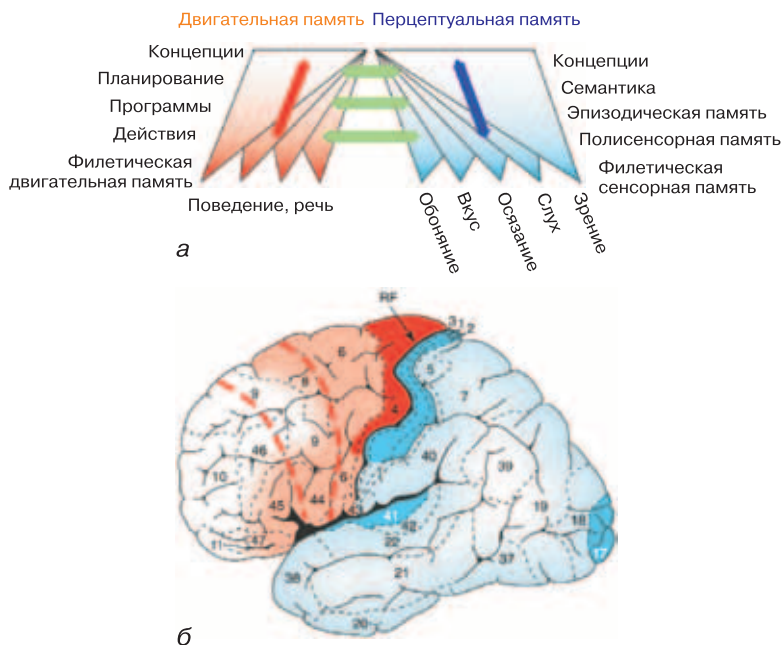 Двигательная память Перцептуальная память
Концепции
Планирование
Программы
Действия
Филетическая
двигательная память
Поведение, речь
Концепции
Семантика
Эпизодическая память
Полисенсорная память
Филетическая
сенсорная память
Обоняние
Вкус
Осязание
Слух
Зрение
а
RF
3 1 2
6
8
9
5
7
4
46
9
40
39
10
6
45
44
43
41
42
19
18
17
11
47
22
37
21
38
20
б